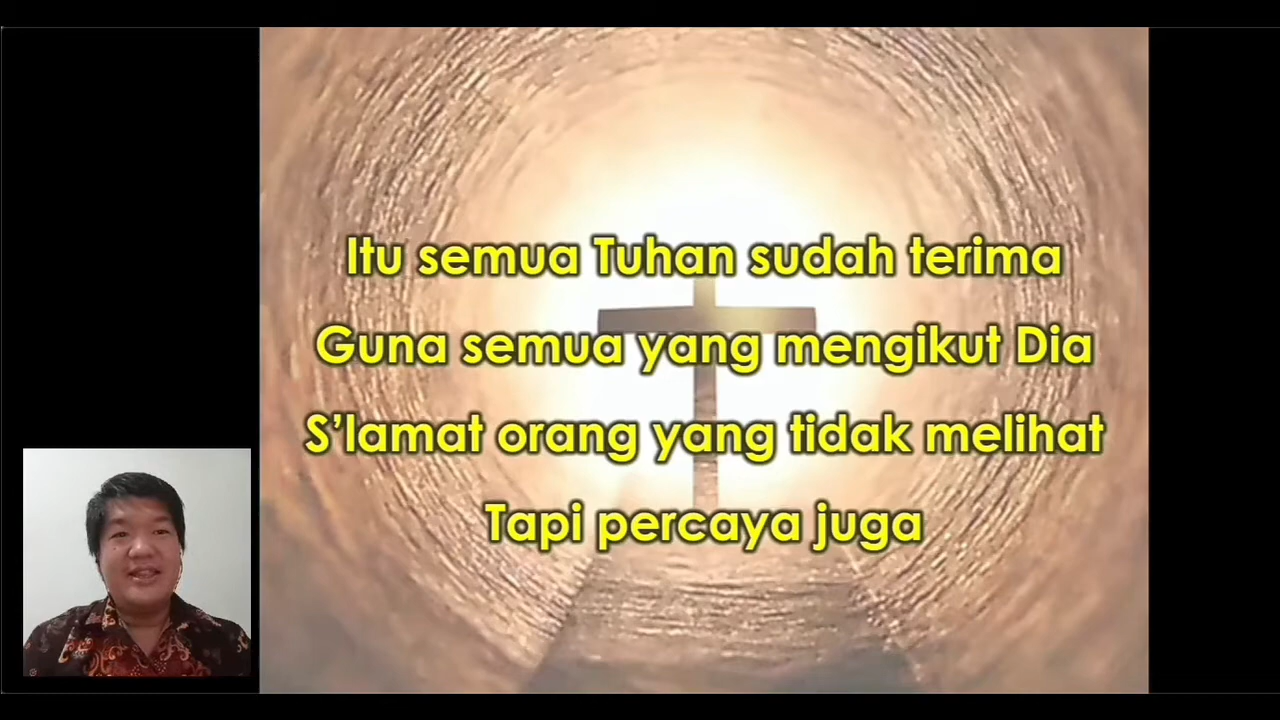 Itu semua Tuhan sudah terima
Guna semua yang mengikut Dia
S’lamat orang yang tidak melihat
Tapi percaya juga